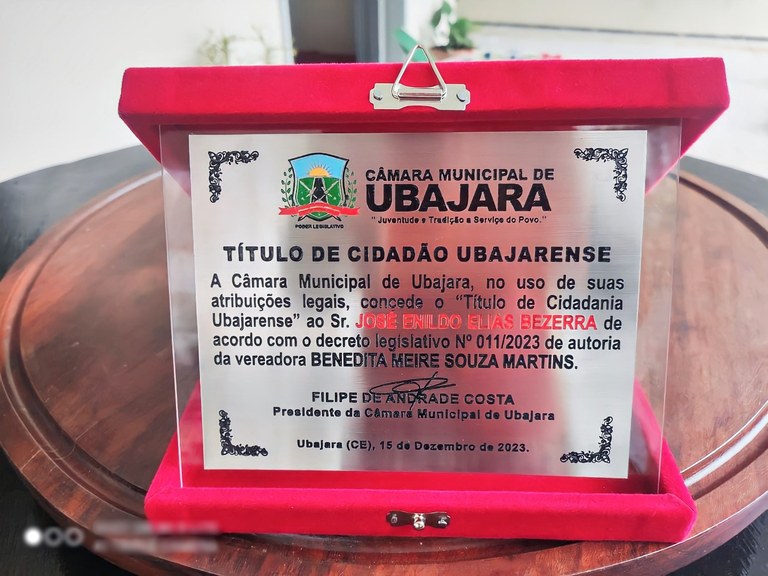 CÂMARA MUNICIPAL DE
UBAJARA
"Juventude e Tradição a Serviço do Povo."
PODER LEGISLATIVO
TÍTULO DE CIDADÃO UBAJARENSE
A Câmara Municipal de Ubajara, no uso de suas
atribuições legais, concede o “Título de Cidadania
Ubajarense” ao Sr. JOSÉ ENILDO ELIAS BEZERRA de
acordo com o decreto legislativo Nº 011/2023 de autoria
da vereadora BENEDITA MEIRE SOUZA MARTINS.
FILIPE DE ANDRADE COSTA
Presidente da Câmara Municipal de Ubajara
Ubajara (CE), 15 de Dezembro de 2023.